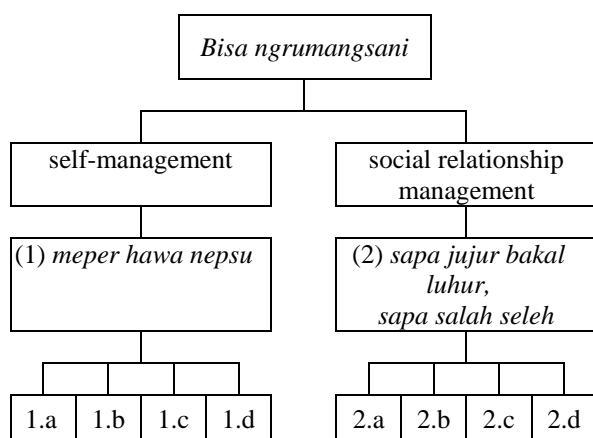 Bisa ngrumangsani
self-management
social relationship
management
(1) meper hawa nepsu
(2) sapa jujur bakal
luhur,
sapa salah seleh
1.a 1.b 1.c 1.d
2.a 2.b 2.c 2.d